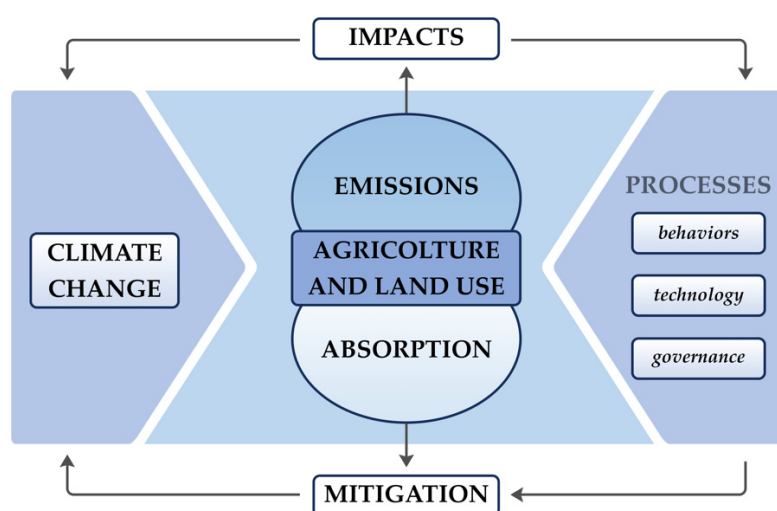 IMPACTS
EMISSIONS
PROCESSES
behaviors
CLIMATE
CHANGE
AGRICOLTURE
AND LAND USE
technology
ABSORPTION
governance
MITIGATION